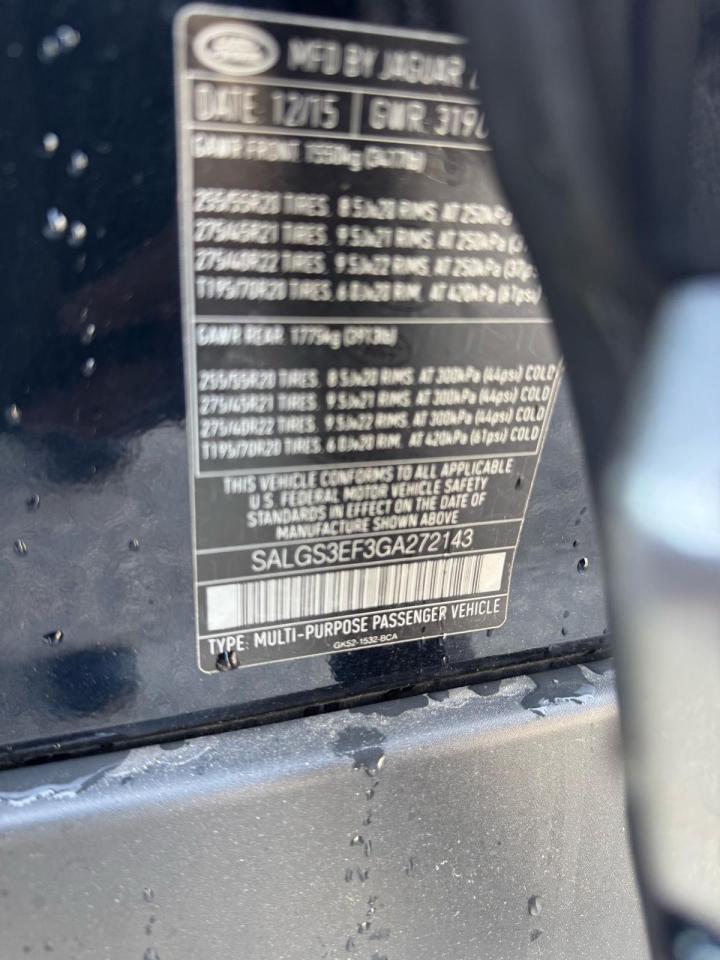 MFD BY JAGUAR
DATE: 12/15 GWR: 319
GAWR FRONT 1550kg (3417lb)
255/55R20 TIRES, 8.5Jx20 RIMS, AT 250kPa
275/45R21 TIRES, 9.5Jx21 RIMS, AT 250kPa
275/40R22 TIRES, 9.5Jx22 RIMS, AT 250kPa (37p
T195/70R20 TIRES, 6.0Jx20 RIM, AT 420kPa (61psi)
GAWR REAR 1775kg (3913lb)
255/55R20 TIRES, 8.5Jx20 RIMS, AT 300kPa (44psi) COLD
275/45R21 TIRES, 9.5Jx21 RIMS, AT 300kPa (44psi) COLD
275/40R22 TIRES, 9.5Jx22 RIMS, AT 300kPa (44psi) COLD
T195/70R20 TIRES, 6.0Jx20 RIM, AT 420kPa (61psi) COLD
THIS VEHICLE CONFORMS TO ALL APPLICABLE
U.S. FEDERAL MOTOR VEHICLE SAFETY
STANDARDS IN EFFECT ON THE DATE OF
MANUFACTURE SHOWN ABOVE
SALGS3EF3GA272143
TYPE: MULTI-PURPOSE PASSENGER VEHICLE
GK52-1532-BCA